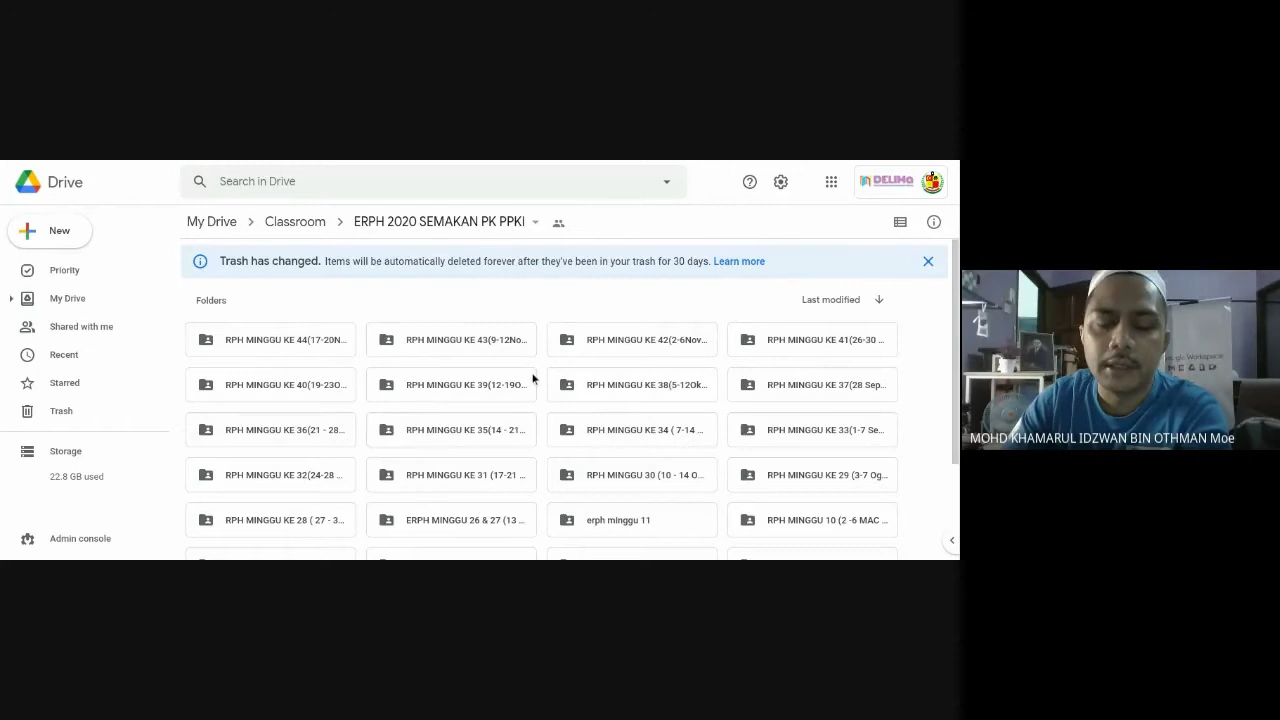 Drive
Search in Drive
DELIMa
New
My Drive > Classroom > ERPH 2020 SEMAKAN PK PPKI
Trash has changed. Items will be automatically deleted forever after they've been in your trash for 30 days. Learn more
Priority
My Drive
Shared with me
Recent
Starred
Trash
Storage
22.8 GB used
Admin console
Folders
Last modified
RPH MINGGU KE 44(17-20N...
RPH MINGGU KE 43(9-12No...
RPH MINGGU KE 42(2-6Nov...
RPH MINGGU KE 41(26-30 ...
RPH MINGGU KE 40(19-23O...
RPH MINGGU KE 39(12-19O...
RPH MINGGU KE 38(5-12Ok...
RPH MINGGU KE 37(28 Sep...
RPH MINGGU KE 36(21 - 28...
RPH MINGGU KE 35(14 - 21...
RPH MINGGU KE 34 ( 7-14 ...
RPH MINGGU KE 33(1-7 Se...
RPH MINGGU KE 32(24-28 ...
RPH MINGGU KE 31 (17-21 ...
RPH MINGGU 30 (10 - 14 O...
RPH MINGGU KE 29 (3-7 Og...
RPH MINGGU KE 28 ( 27 - 3...
ERPH MINGGU 26 & 27 (13 ...
erph minggu 11
RPH MINGGU 10 (2 -6 MAC ...
Workspace
MOHD KHAMARUL IDZWAN BIN OTHMAN Moe